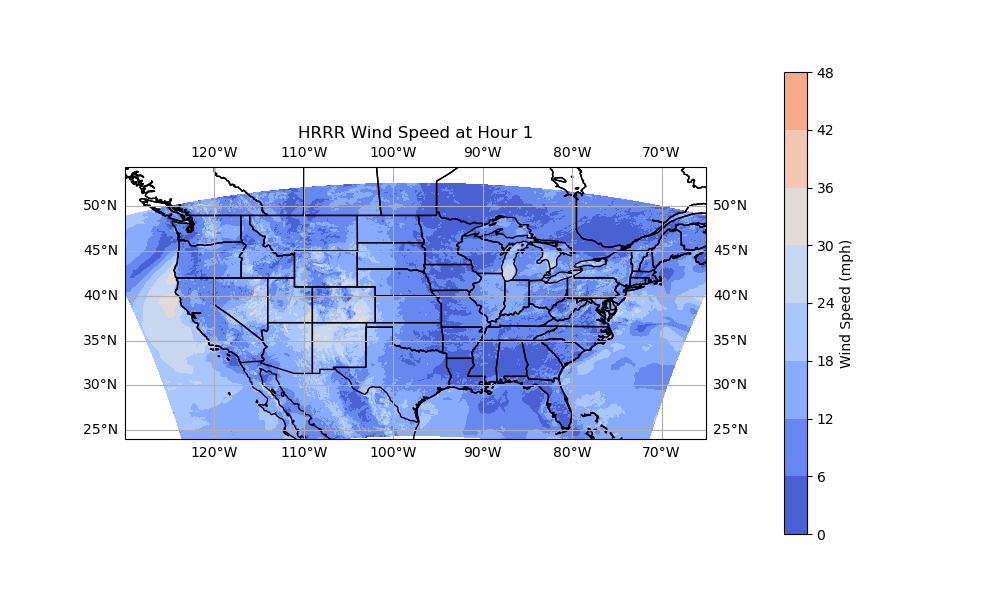 HRRR Wind Speed at Hour 1
120°W 110°W 100°W 90°W 80°W 70°W
50°N 50°N
45°N 45°N
40°N 40°N
35°N 35°N
30°N 30°N
25°N 25°N
120°W 110°W 100°W 90°W 80°W 70°W
48
42
36
30
24
18
12
6
0
Wind Speed (mph)